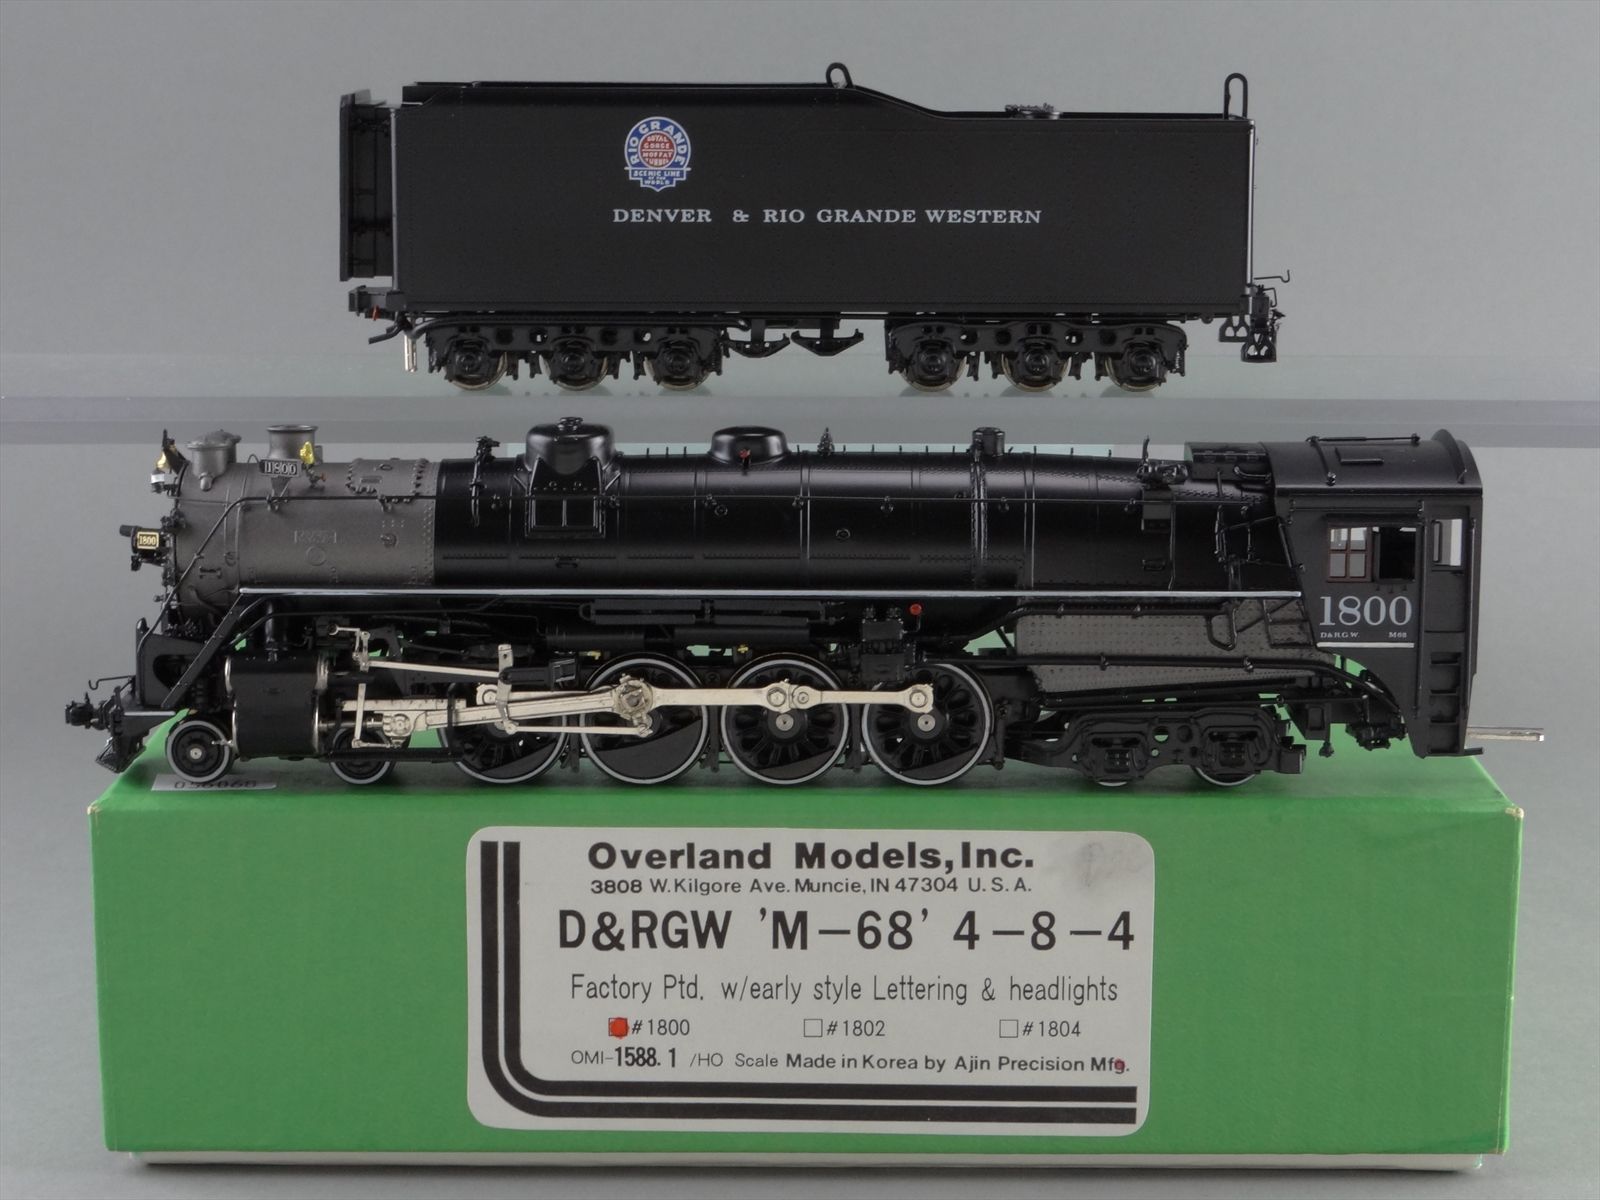 RIO GRANDE
ROYAL
GORGE
MOFFAT
TUNNEL
SCENIC LINE
OF THE
WORLD
DENVER & RIO GRANDE WESTERN
1800
1800
1800
D&R.G.W. M68
036068
Overland Models, Inc.
3808 W. Kilgore Ave. Muncie, IN 47304 U.S.A.
D&RGW 'M-68' 4-8-4
Factory Ptd. w/early style Lettering & headlights
#1800 #1802 #1804
OMI-1588.1 /HO Scale Made in Korea by Ajin Precision Mfg.